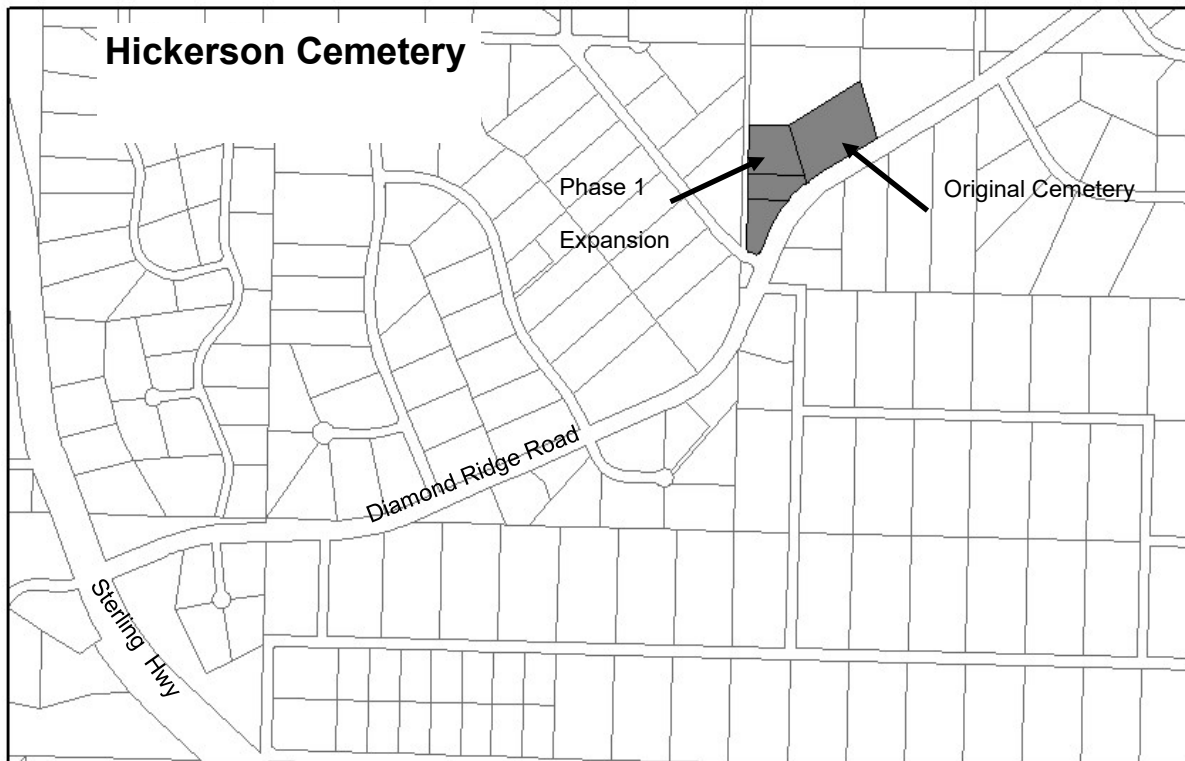 Hickerson Cemetery
Phase 1
Expansion
Original Cemetery
Diamond Ridge Road
Sterling Hwy